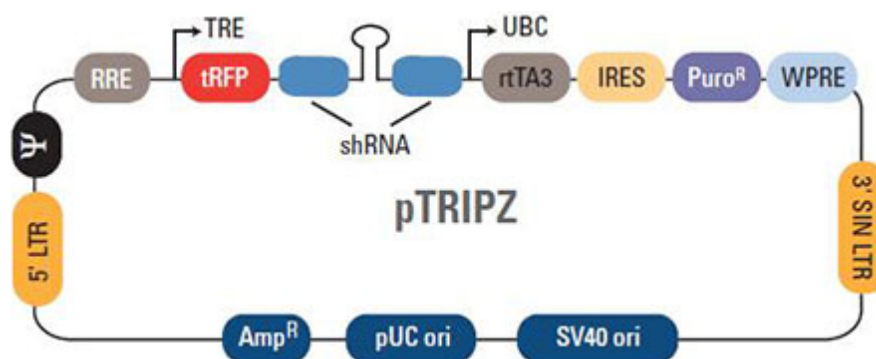 TRE
UBC
RRE
tRFP
rtTA3
IRES
Puroᴿ
WPRE
shRNA
Ψ
pTRIPZ
5' LTR
3' SIN LTR
Ampᴿ
pUC ori
SV40 ori